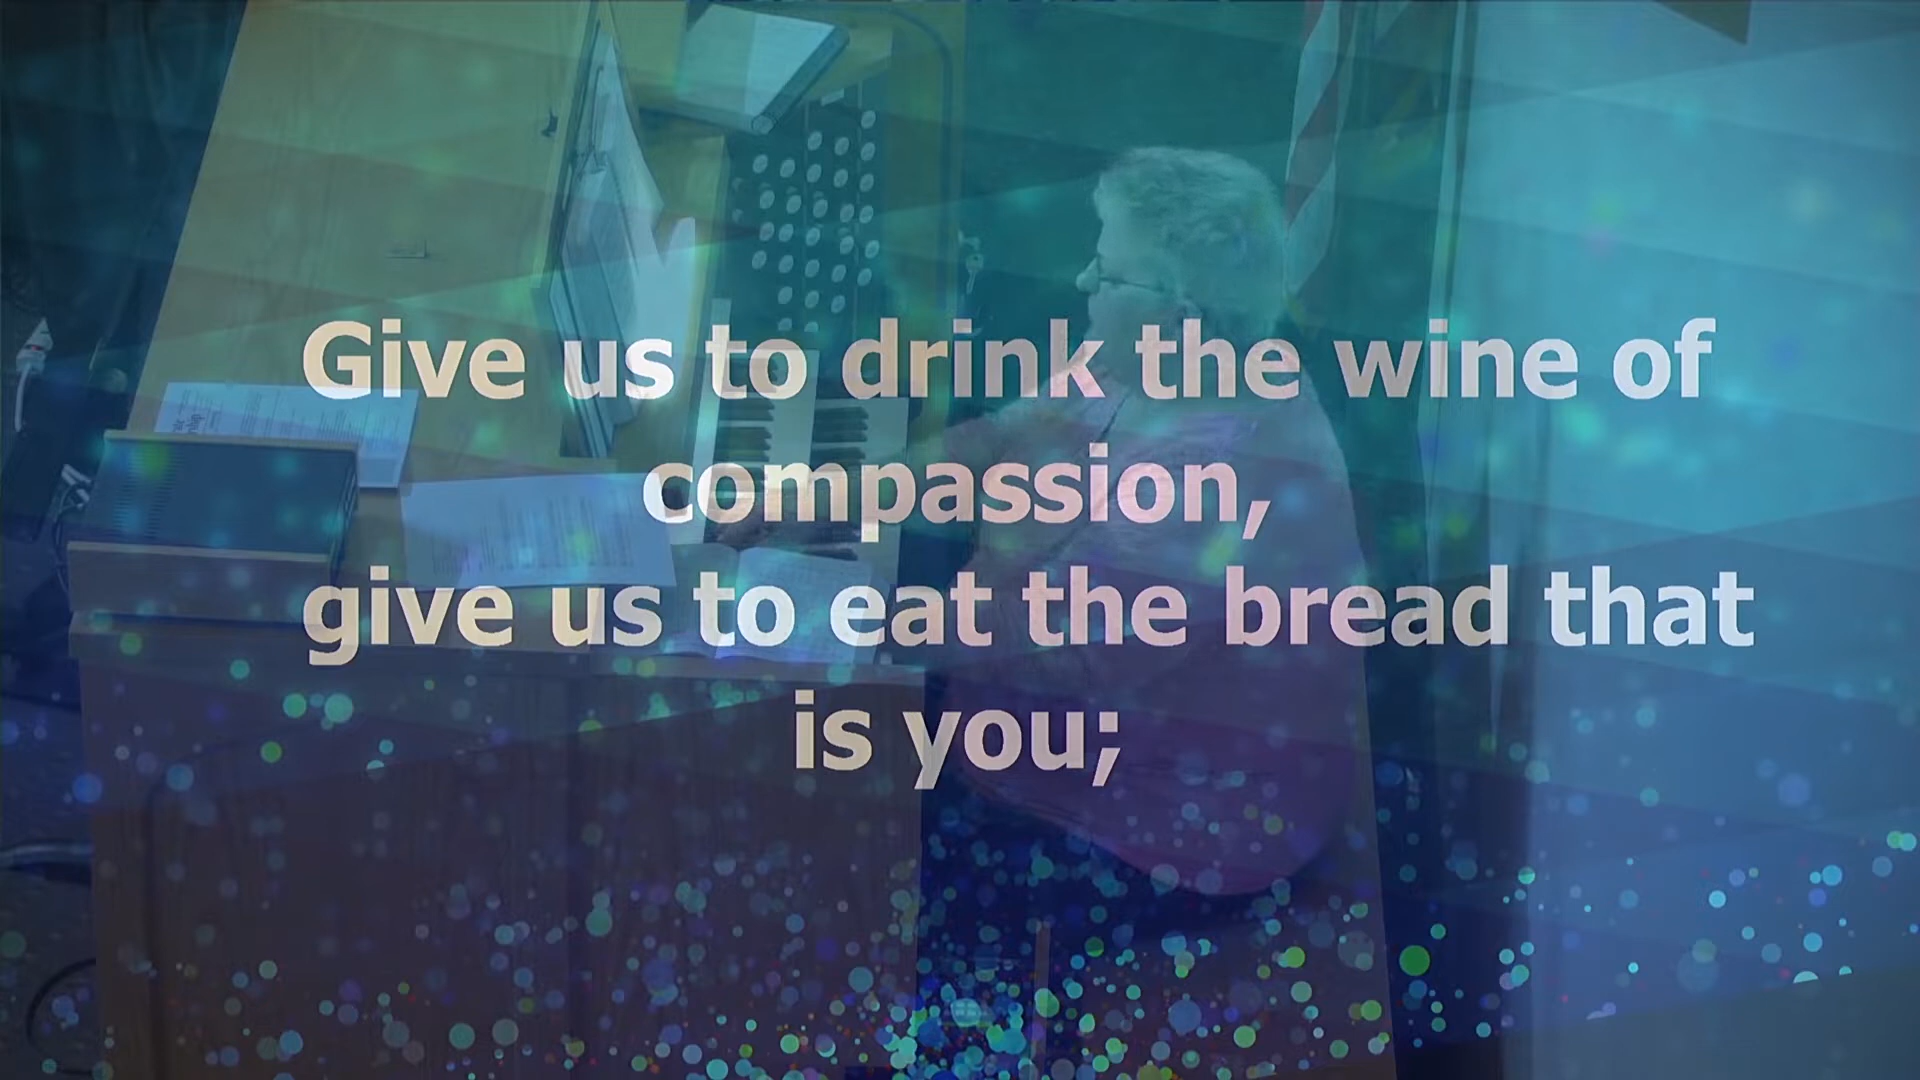 Give us to drink the wine of
compassion,
give us to eat the bread that
is you;